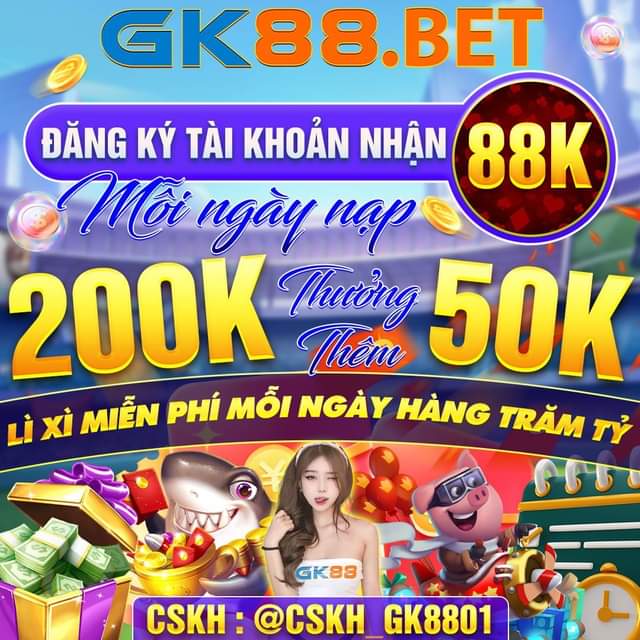 GK88.BET
ĐĂNG KÝ TÀI KHOẢN NHẬN 88K
Mỗi ngày nạp
200K Thưởng Thêm 50K
LÌ XÌ MIỄN PHÍ MỖI NGÀY HÀNG TRĂM TỶ
GK88
CSKH : @CSKH_GK8801